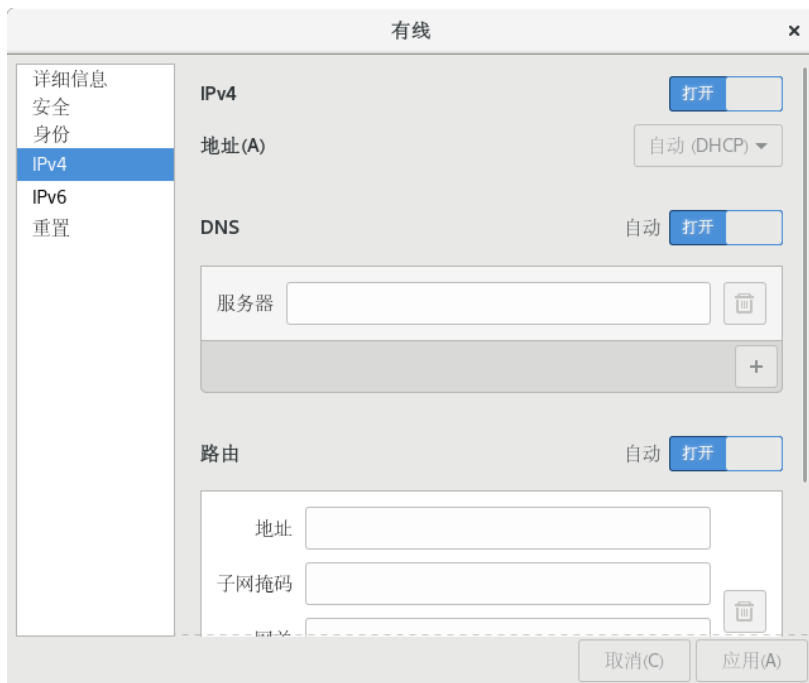 有线 ×
详细信息
安全
身份
IPv4
IPv6
重置
IPv4 打开
地址(A) 自动 (DHCP)
DNS 自动 打开
服务器
+
路由 自动 打开
地址
子网掩码
取消(C) 应用(A)